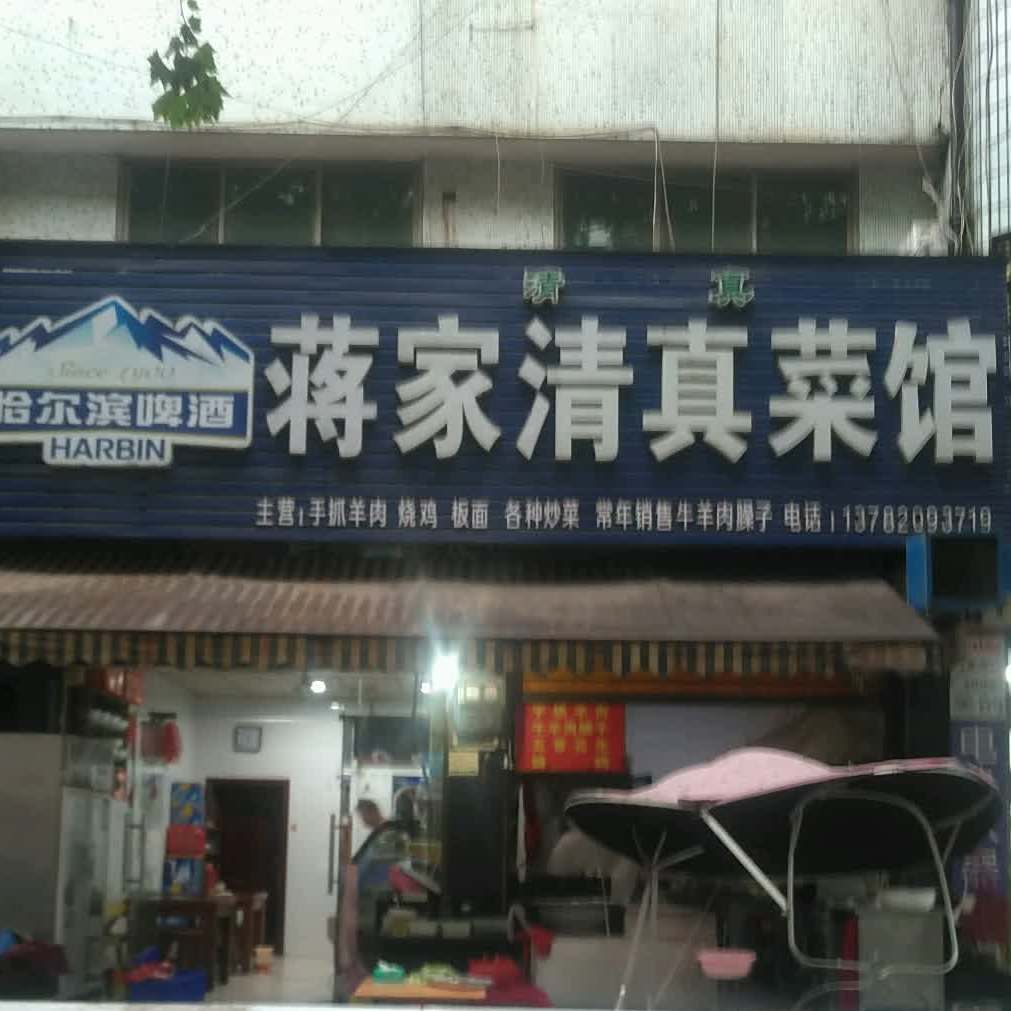 清真
Since 1900
哈尔滨啤酒
HARBIN
蒋家清真菜馆
主营:手抓羊肉 烧鸡 板面 各种炒菜 常年销售牛羊肉臊子 电话:13782093719